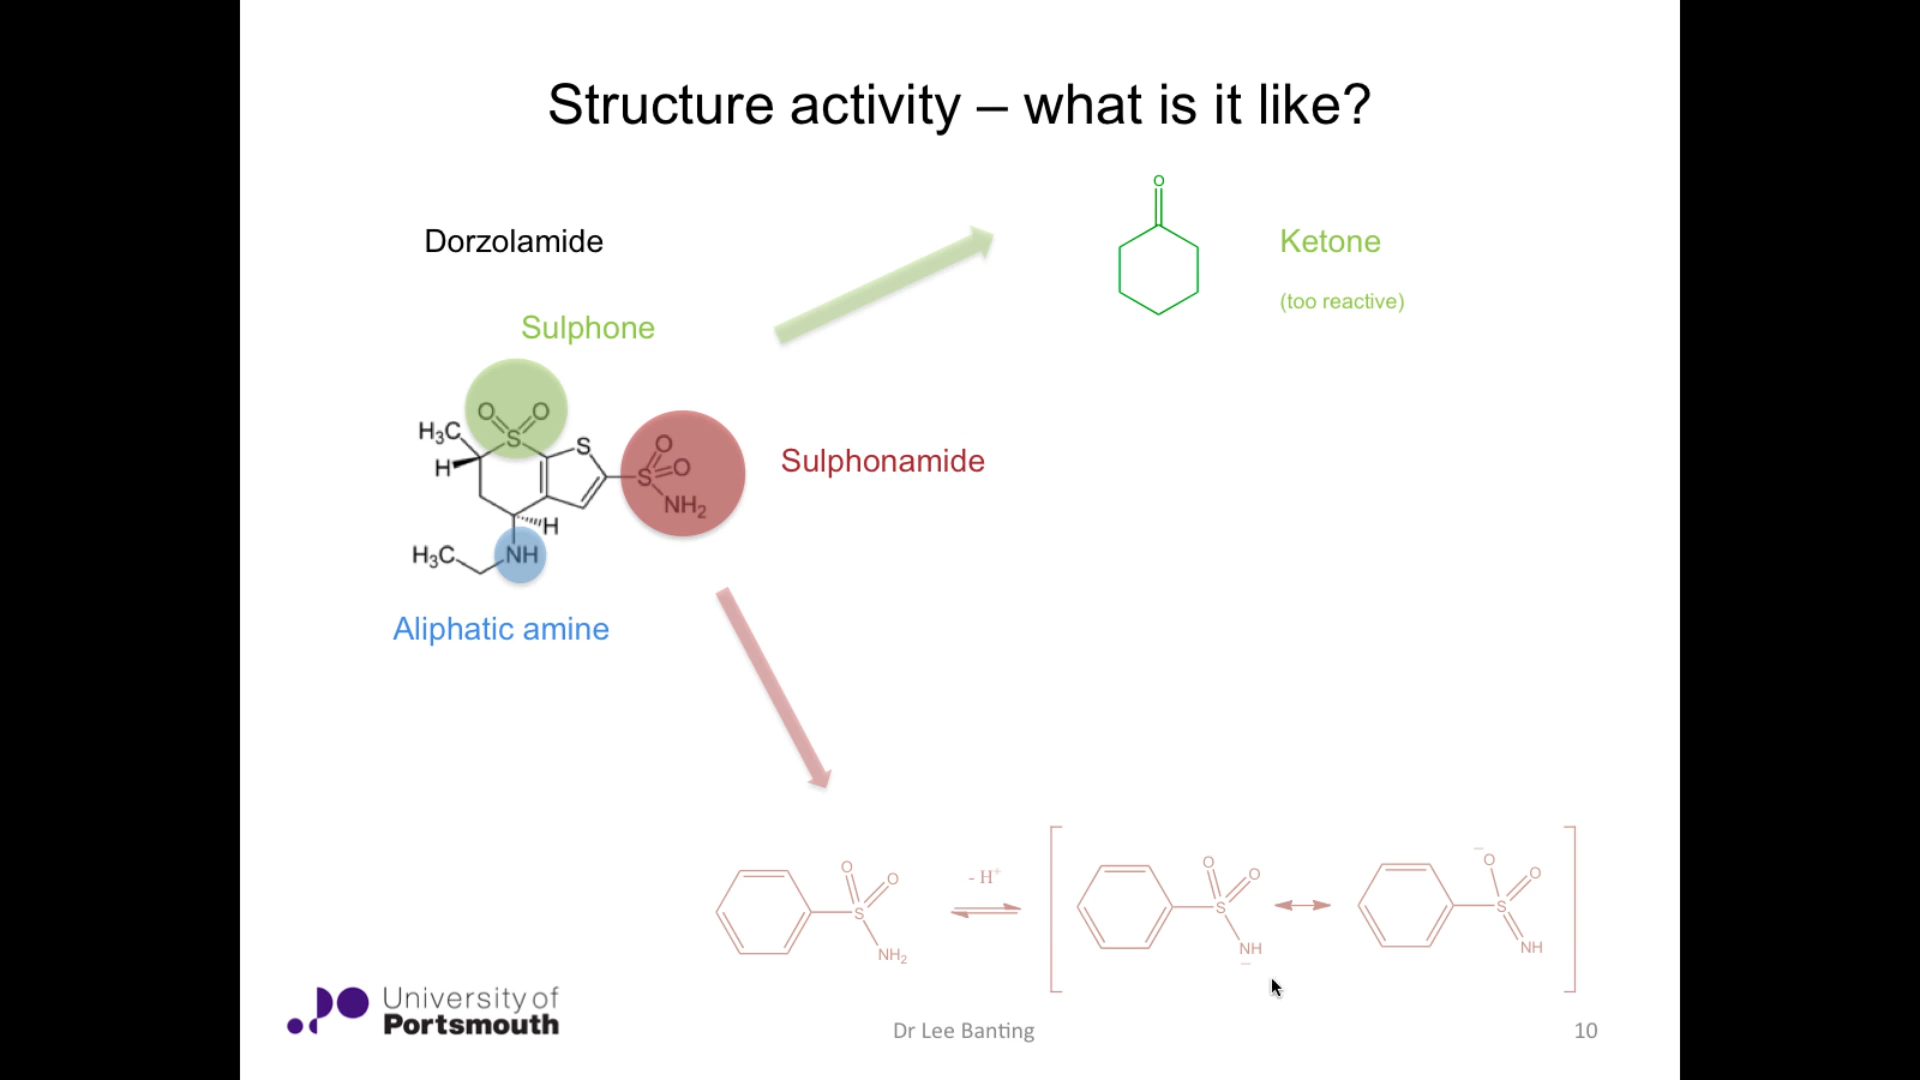 Structure activity – what is it like?
Dorzolamide
Sulphone
O
Ketone
(too reactive)
O O
H₃C S S O
H S O
NH₂
H
H₃C NH
Sulphonamide
Aliphatic amine
O O
S
NH₂
- H⁺
O O
S
NH
–
– O O
S
NH
University of
Portsmouth
Dr Lee Banting
10